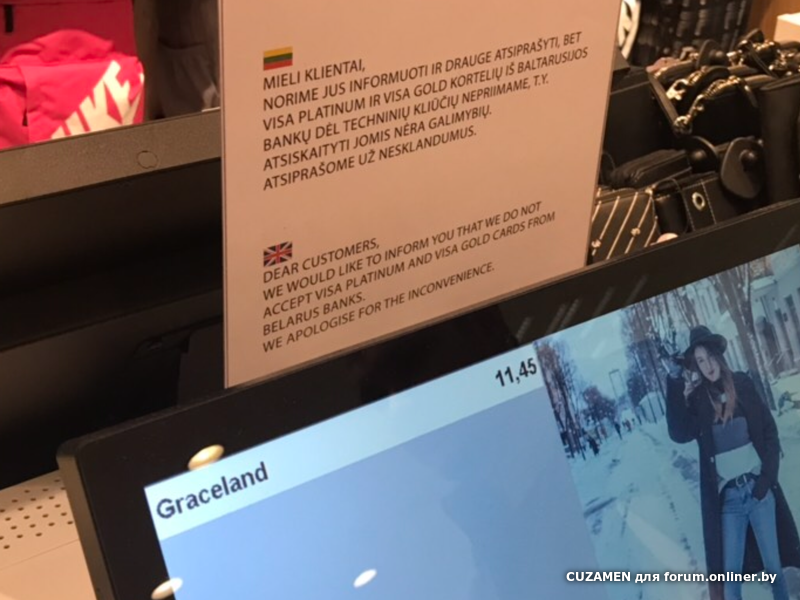 NIKE
MIELI KLIENTAI,
NORIME JUS INFORMUOTI IR DRAUGE ATSIPRAŠYTI, BET
VISA PLATINUM IR VISA GOLD KORTELIŲ IŠ BALTARUSIJOS
BANKŲ DĖL TECHNINIŲ KLIŪČIŲ NEPRIIMAME, T.Y.
ATSISKAITYTI JOMIS NĖRA GALIMYBIŲ.
ATSIPRAŠOME UŽ NESKLANDUMUS.
DEAR CUSTOMERS,
WE WOULD LIKE TO INFORM YOU THAT WE DO NOT
ACCEPT VISA PLATINUM AND VISA GOLD CARDS FROM
BELARUS BANKS.
WE APOLOGISE FOR THE INCONVENIENCE.
11,45
Graceland
CUZAMEN для forum.onliner.by